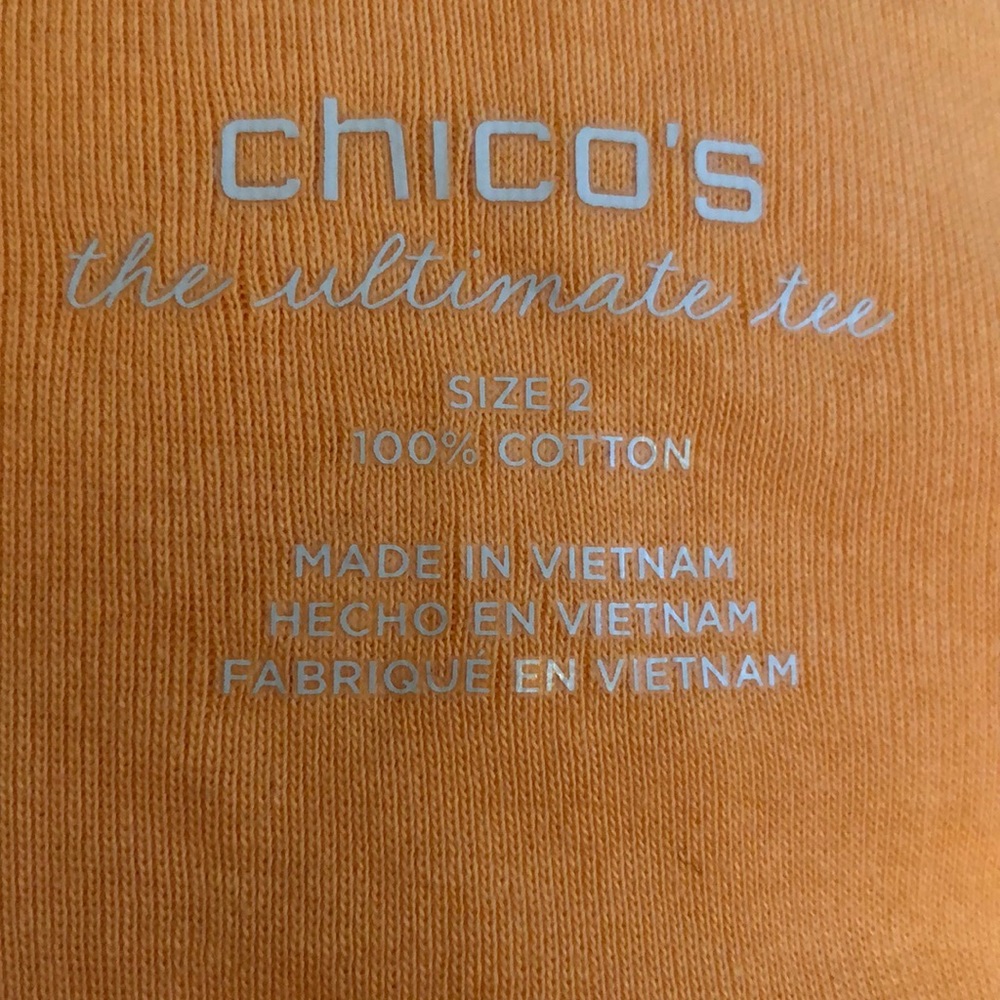 chico's
the ultimate tee
SIZE 2
100% COTTON
MADE IN VIETNAM
HECHO EN VIETNAM
FABRIQUÉ EN VIETNAM